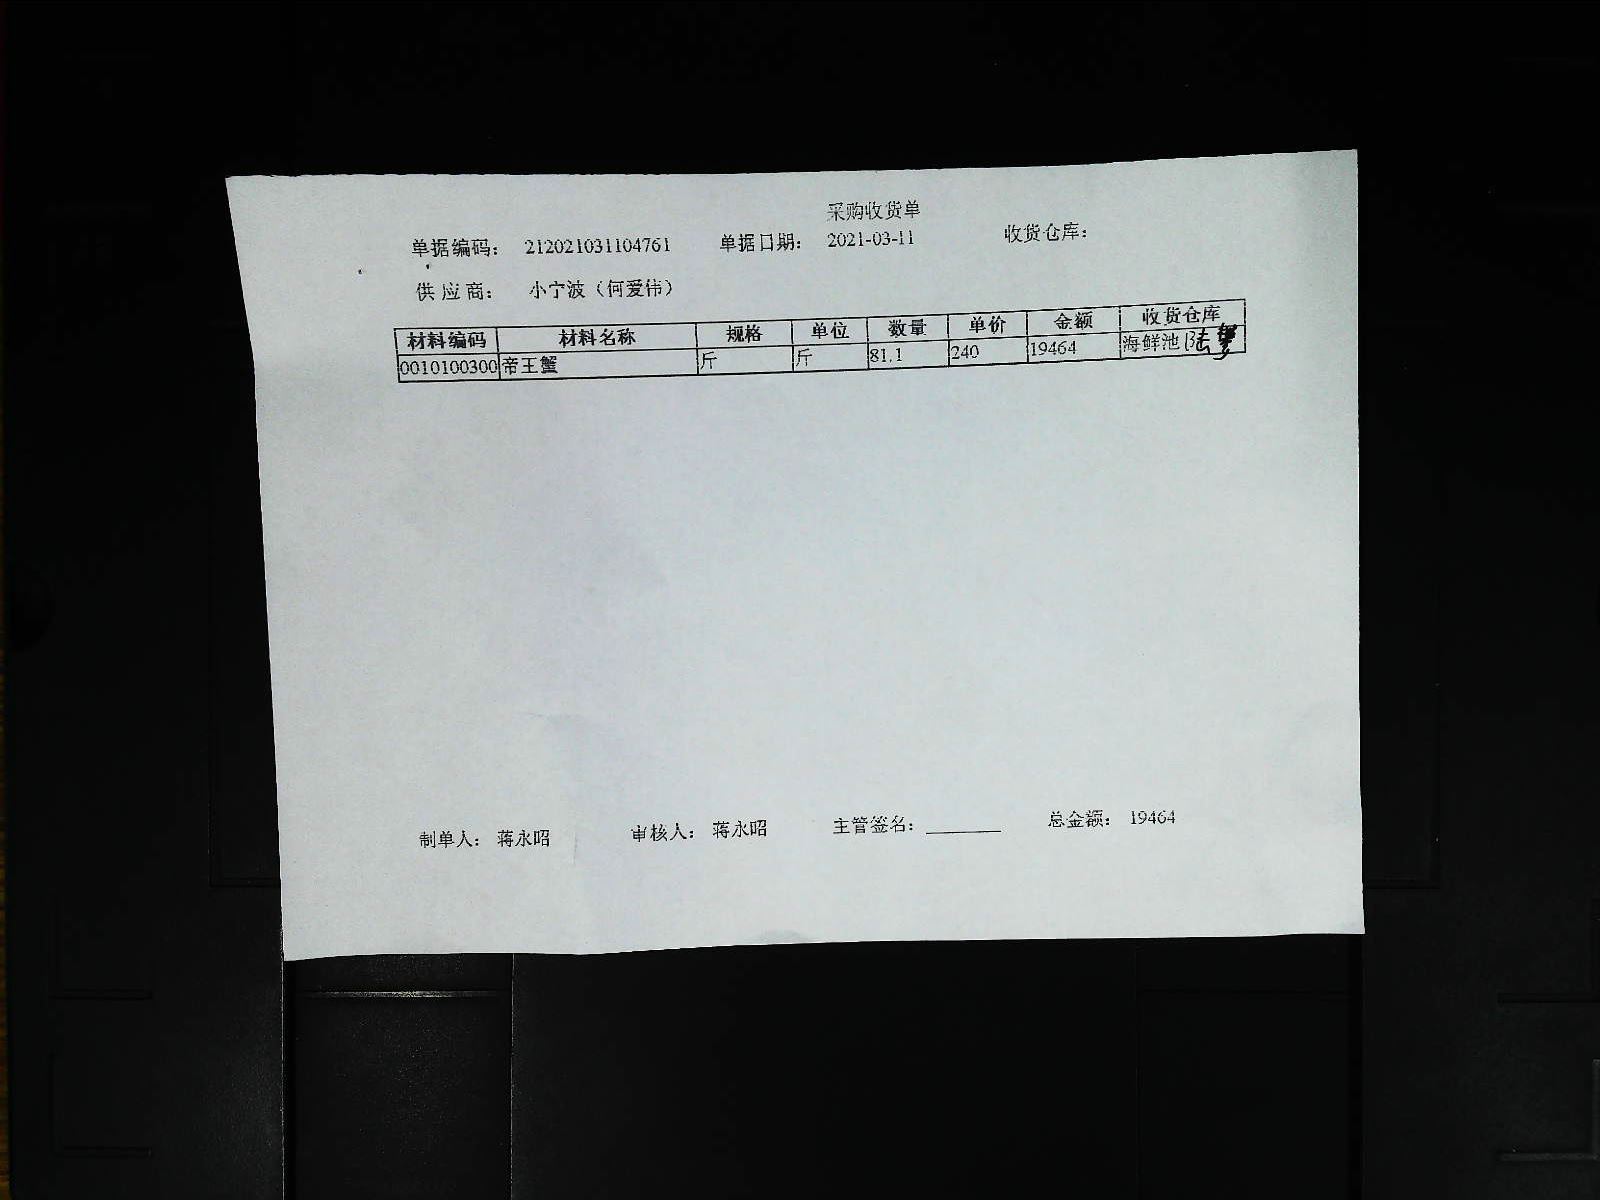 采购收货单
单据编码： 212021031104761 单据日期： 2021-03-11 收货仓库：
供 应 商： 小宁波（何爱伟）
材料编码 材料名称 规格 单位 数量 单价 金额 收货仓库
0010100300 帝王蟹 斤 斤 81.1 240 19464 海鲜池
制单人： 蒋永昭 审核人： 蒋永昭 主管签名： 总金额： 19464